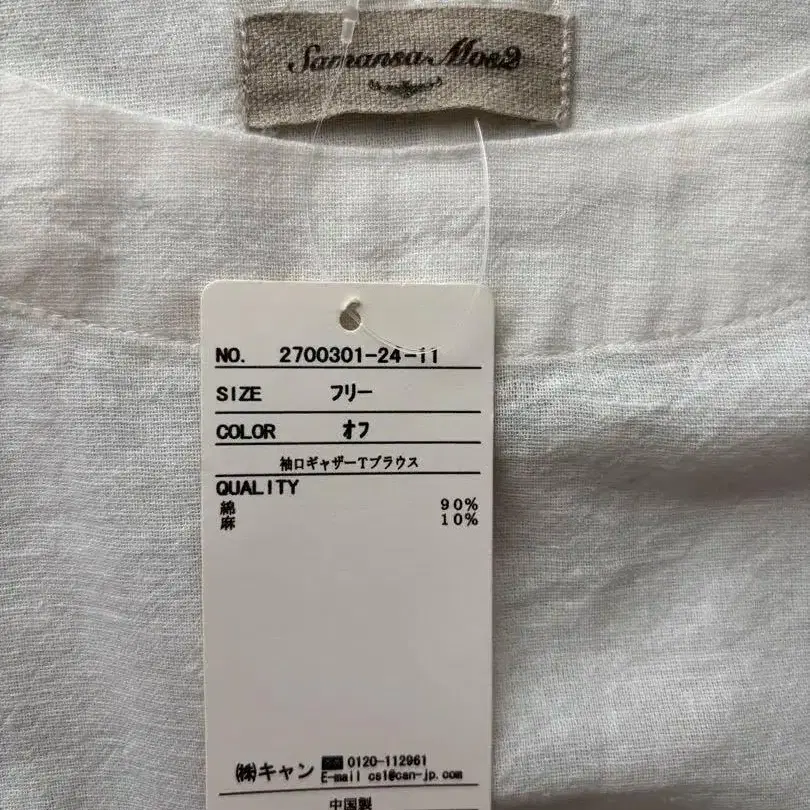 Samansa Mos2
NO. 2700301-24-11
SIZE フリー
COLOR オフ
袖口ギャザーTブラウス
QUALITY
綿 90%
麻 10%
㈱キャン 0120-112961
E-mail cs1@can-jp.com
中国製